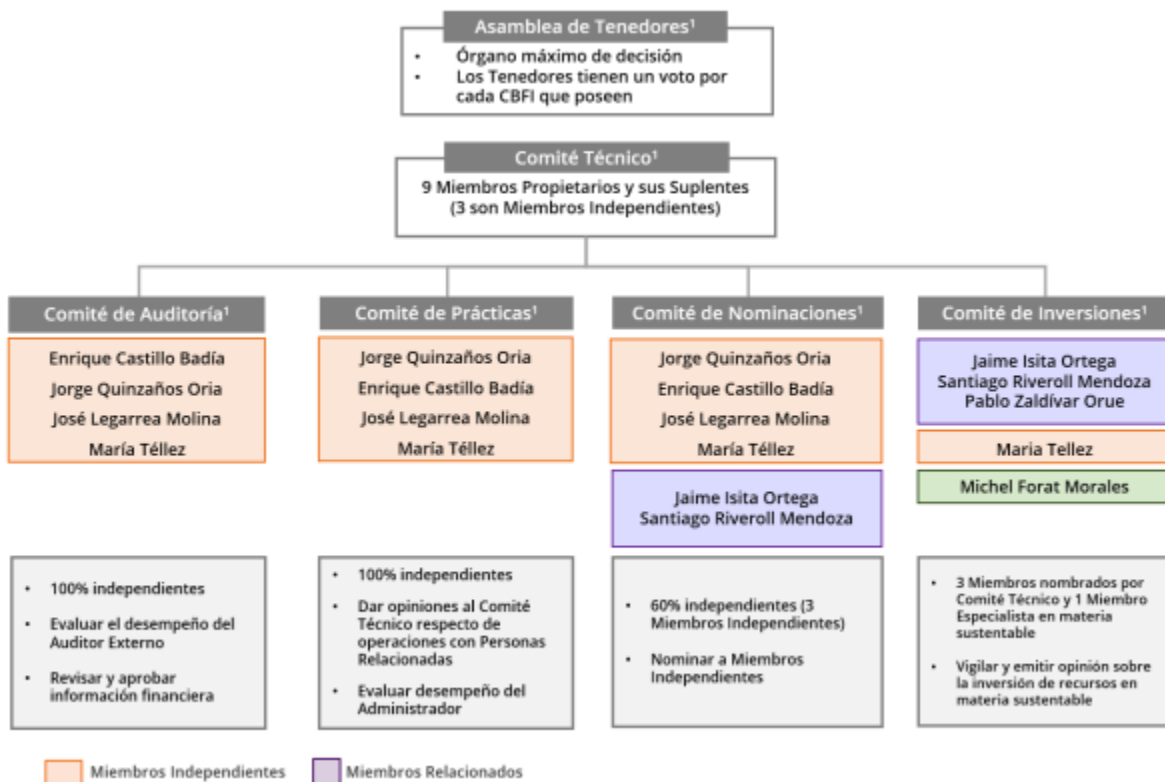 Asamblea de Tenedores¹
• Órgano máximo de decisión
• Los Tenedores tienen un voto por
cada CBFI que poseen
Comité Técnico¹
9 Miembros Propietarios y sus Suplentes
(3 son Miembros Independientes)
Comité de Auditoría¹
Enrique Castillo Badía
Jorge Quinzaños Oria
José Legarrea Molina
María Téllez
• 100% independientes
• Evaluar el desempeño del
Auditor Externo
• Revisar y aprobar
información financiera
Comité de Prácticas¹
Jorge Quinzaños Oria
Enrique Castillo Badía
José Legarrea Molina
María Téllez
• 100% independientes
• Dar opiniones al Comité
Técnico respecto de
operaciones con Personas
Relacionadas
• Evaluar desempeño del
Administrador
Comité de Nominaciones¹
Jorge Quinzaños Oria
Enrique Castillo Badía
José Legarrea Molina
María Téllez
Jaime Isita Ortega
Santiago Riveroll Mendoza
• 60% independientes (3
Miembros Independientes)
• Nominar a Miembros
Independientes
Comité de Inversiones¹
Jaime Isita Ortega
Santiago Riveroll Mendoza
Pablo Zaldívar Orue
Maria Tellez
Michel Forat Morales
• 3 Miembros nombrados por
Comité Técnico y 1 Miembro
Especialista en materia
sustentable
• Vigilar y emitir opinión sobre
la inversión de recursos en
materia sustentable
Miembros Independientes
Miembros Relacionados